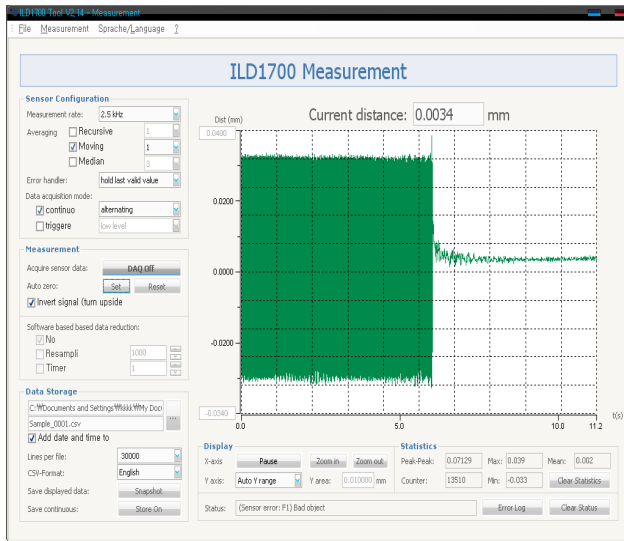 ILD1700 Tool V2.14 - Measurement
File Measurement Sprache/Language ?
ILD1700 Measurement
Sensor Configuration
Measurement rate: 2.5 kHz
Averaging Recursive 1
Moving 1
Median 3
Error handler: hold last valid value
Data acquisition mode:
continuo alternating
triggere low level
Measurement
Acquire sensor data: DAQ Off
Auto zero: Set Reset
Invert signal (turn upside
Software based based data reduction:
No
Resampli 1000
Timer 1
Data Storage
C:₩Documents and Settings₩kkkk₩My Doc
Sample_0001.csv ...
Add date and time to
Lines per file: 30000
CSV-Format: English
Save displayed data: Snapshot
Save continuous: Store On
Dist (mm) Current distance: 0.0034 mm
0.0400
0.0200
0.0000
-0.0200
-0.0340
0.0 5.0 10.0 11.2 t(s)
Display
X-axis Pause Zoom in Zoom out
Y axis: Auto Y range Y area: 0.010000 mm
Statistics
Peak-Peak: 0.07129 Max: 0.039 Mean: 0.002
Counter: 13510 Min: -0.033 Clear Statistics
Status: (Sensor error: F1) Bad object Error Log Clear Status